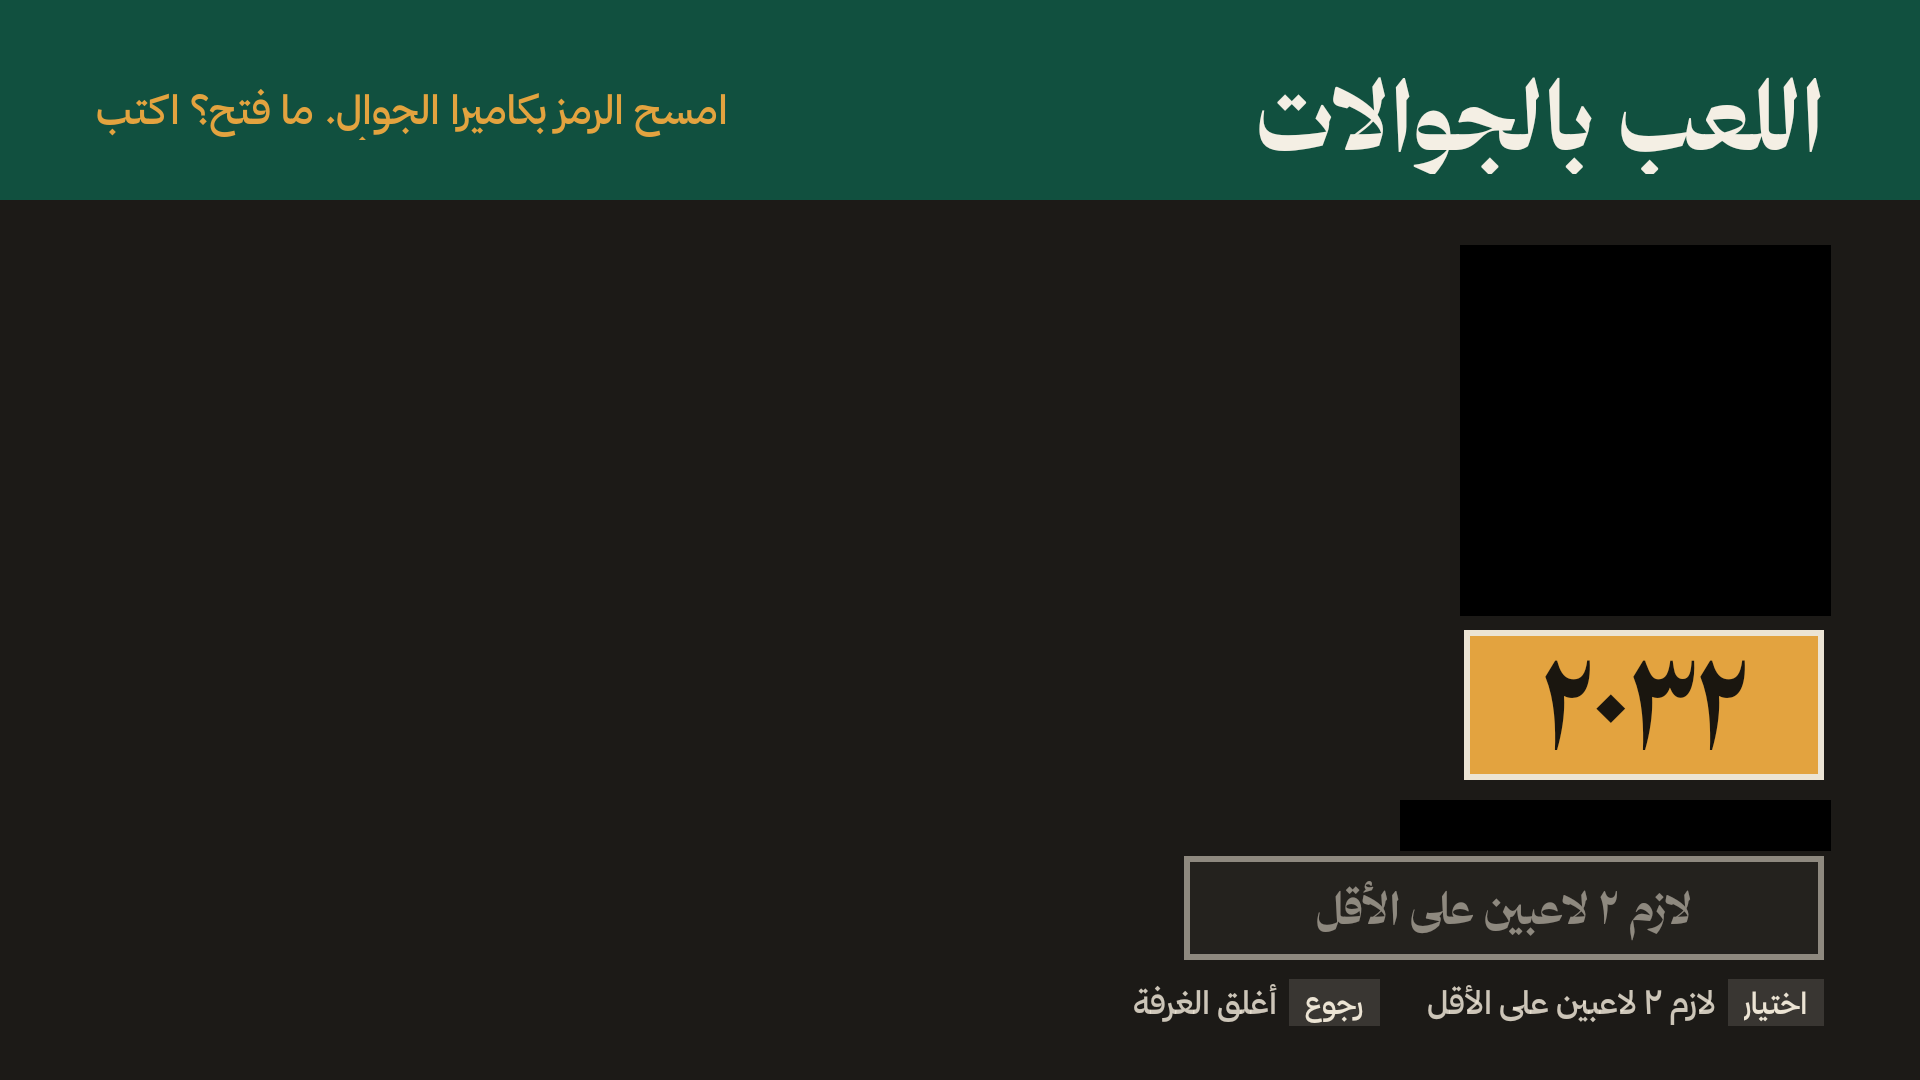 اللعب بالجوالات
امسح الرمز بكاميرا الجوال. ما فتح؟ اكتب
٢٠٣٢
لازم ٢ لاعبين على الأقل
اختيار لازم ٢ لاعبين على الأقل رجوع أغلق الغرفة